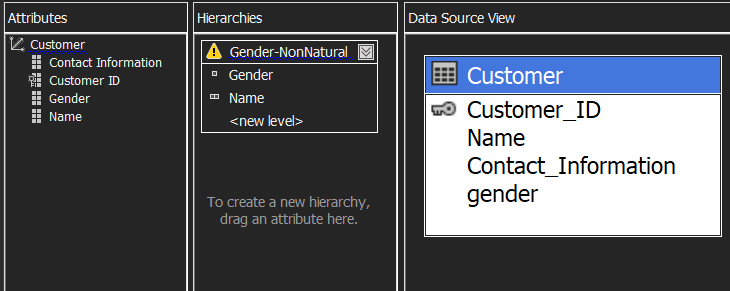 Attributes
Customer
Contact Information
Customer ID
Gender
Name
Hierarchies
Gender-NonNatural
Gender
Name
<new level>
To create a new hierarchy,
drag an attribute here.
Data Source View
Customer
Customer_ID
Name
Contact_Information
gender